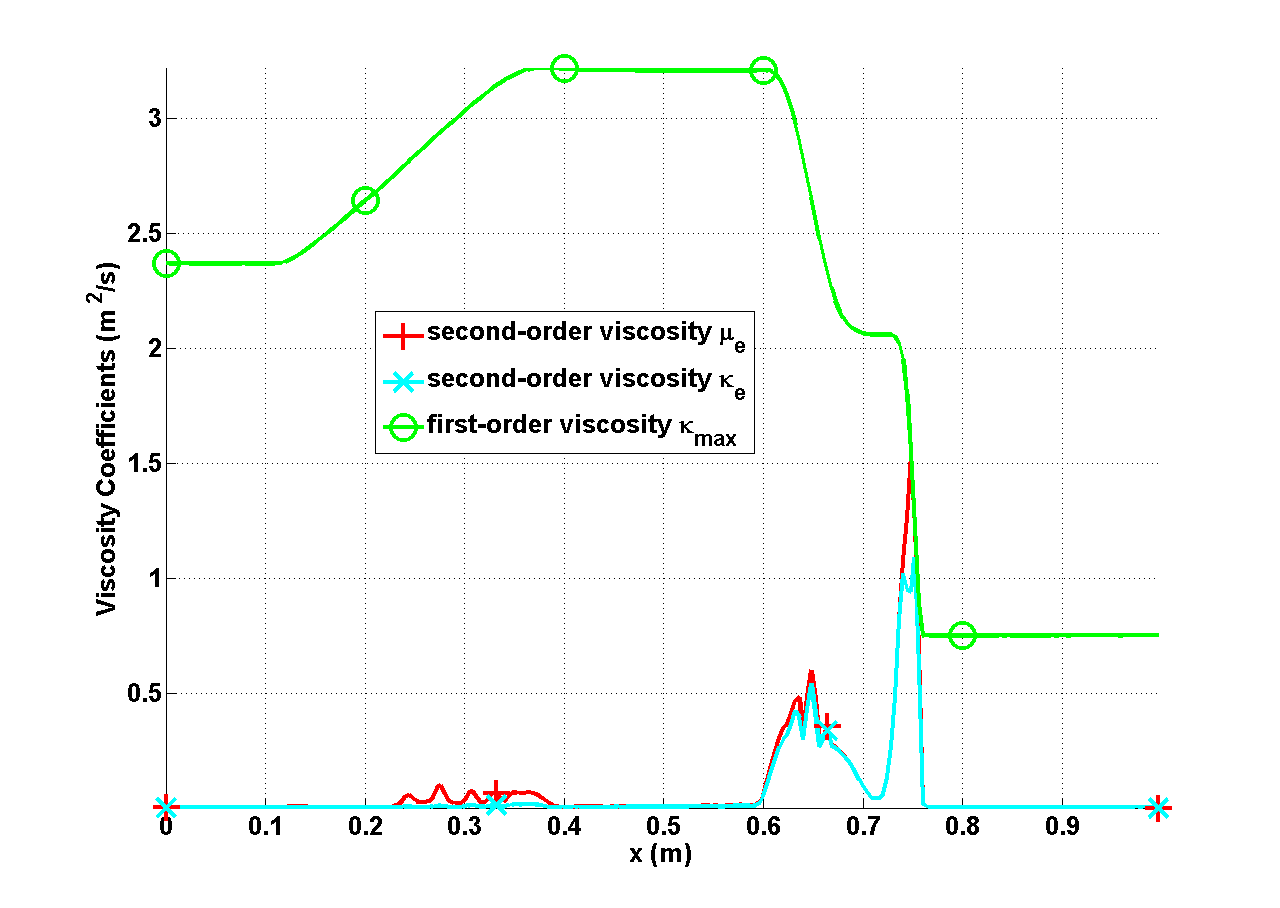 3
2.5
2
1.5
1
0.5
Viscosity Coefficients (m²/s)
second-order viscosity μₑ
second-order viscosity κₑ
first-order viscosity κ_max
0 0.1 0.2 0.3 0.4 0.5 0.6 0.7 0.8 0.9
x (m)